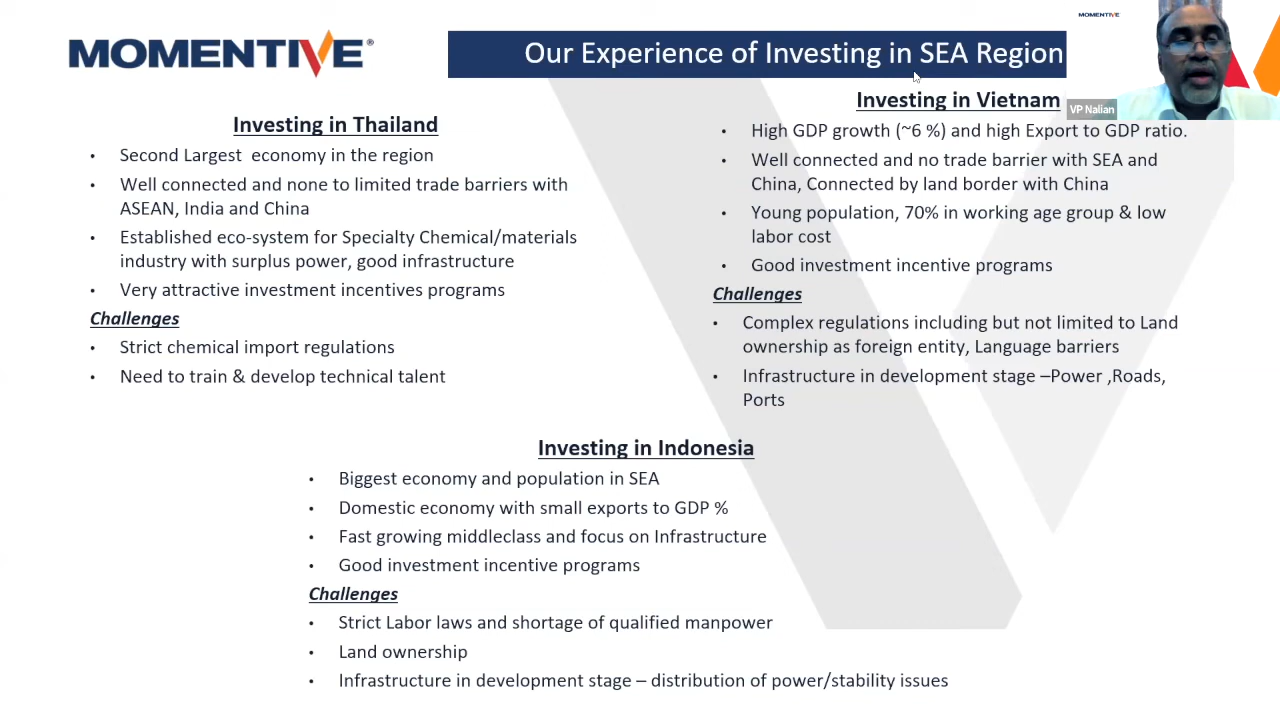 MOMENTIVE®
Our Experience of Investing in SEA Region
MOMENTIVE
VP Nalian
Investing in Thailand
• Second Largest economy in the region
• Well connected and none to limited trade barriers with
ASEAN, India and China
• Established eco-system for Specialty Chemical/materials
industry with surplus power, good infrastructure
• Very attractive investment incentives programs
Challenges
• Strict chemical import regulations
• Need to train & develop technical talent
Investing in Vietnam
• High GDP growth (~6 %) and high Export to GDP ratio.
• Well connected and no trade barrier with SEA and
China, Connected by land border with China
• Young population, 70% in working age group & low
labor cost
• Good investment incentive programs
Challenges
• Complex regulations including but not limited to Land
ownership as foreign entity, Language barriers
• Infrastructure in development stage –Power ,Roads,
Ports
Investing in Indonesia
• Biggest economy and population in SEA
• Domestic economy with small exports to GDP %
• Fast growing middleclass and focus on Infrastructure
• Good investment incentive programs
Challenges
• Strict Labor laws and shortage of qualified manpower
• Land ownership
• Infrastructure in development stage – distribution of power/stability issues